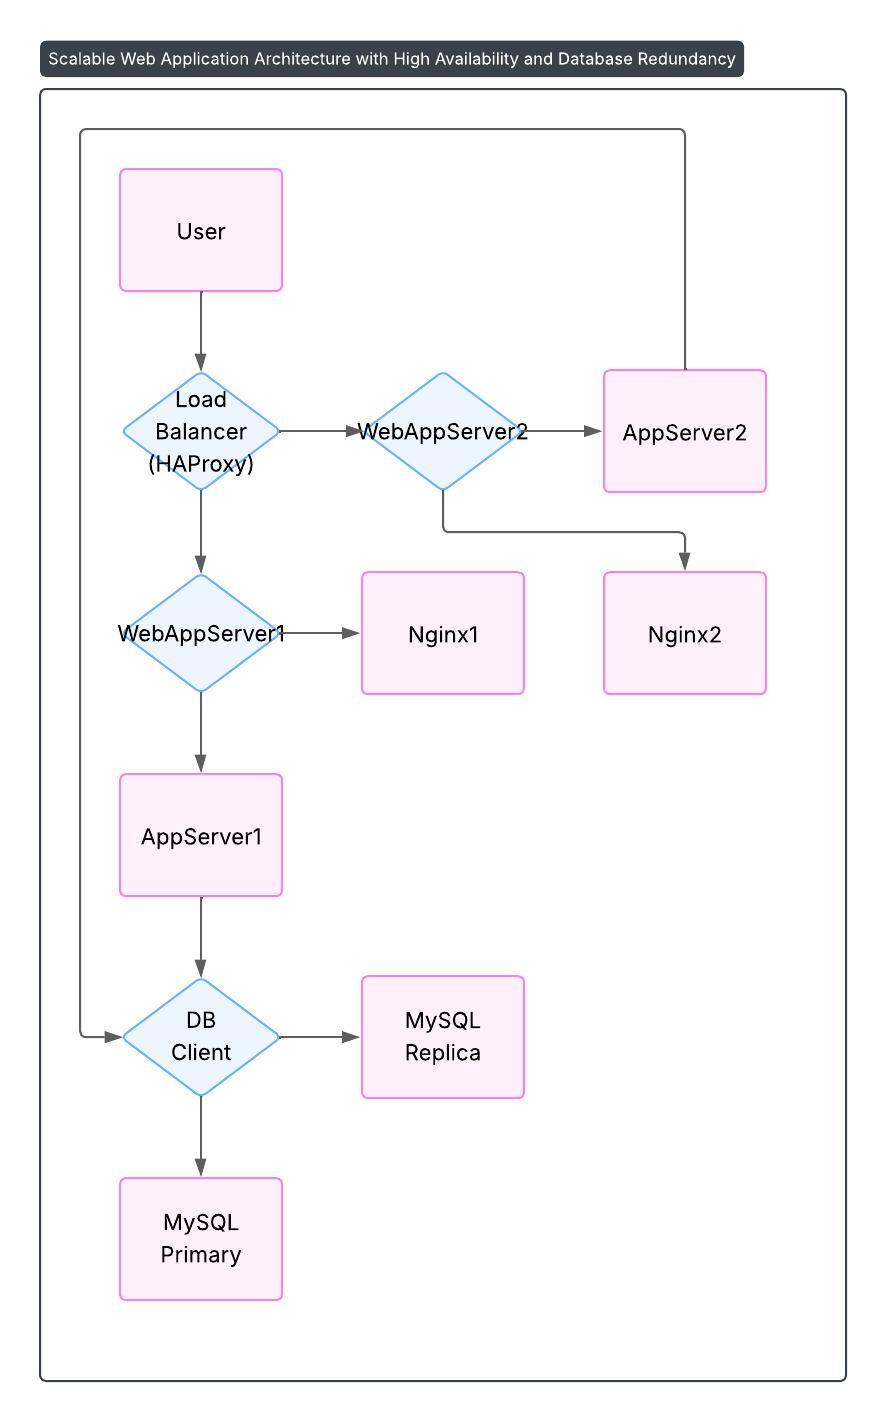 Scalable Web Application Architecture with High Availability and Database Redundancy
User
Load
Balancer
(HAProxy)
WebAppServer2
AppServer2
WebAppServer1
Nginx1
Nginx2
AppServer1
DB
Client
MySQL
Replica
MySQL
Primary